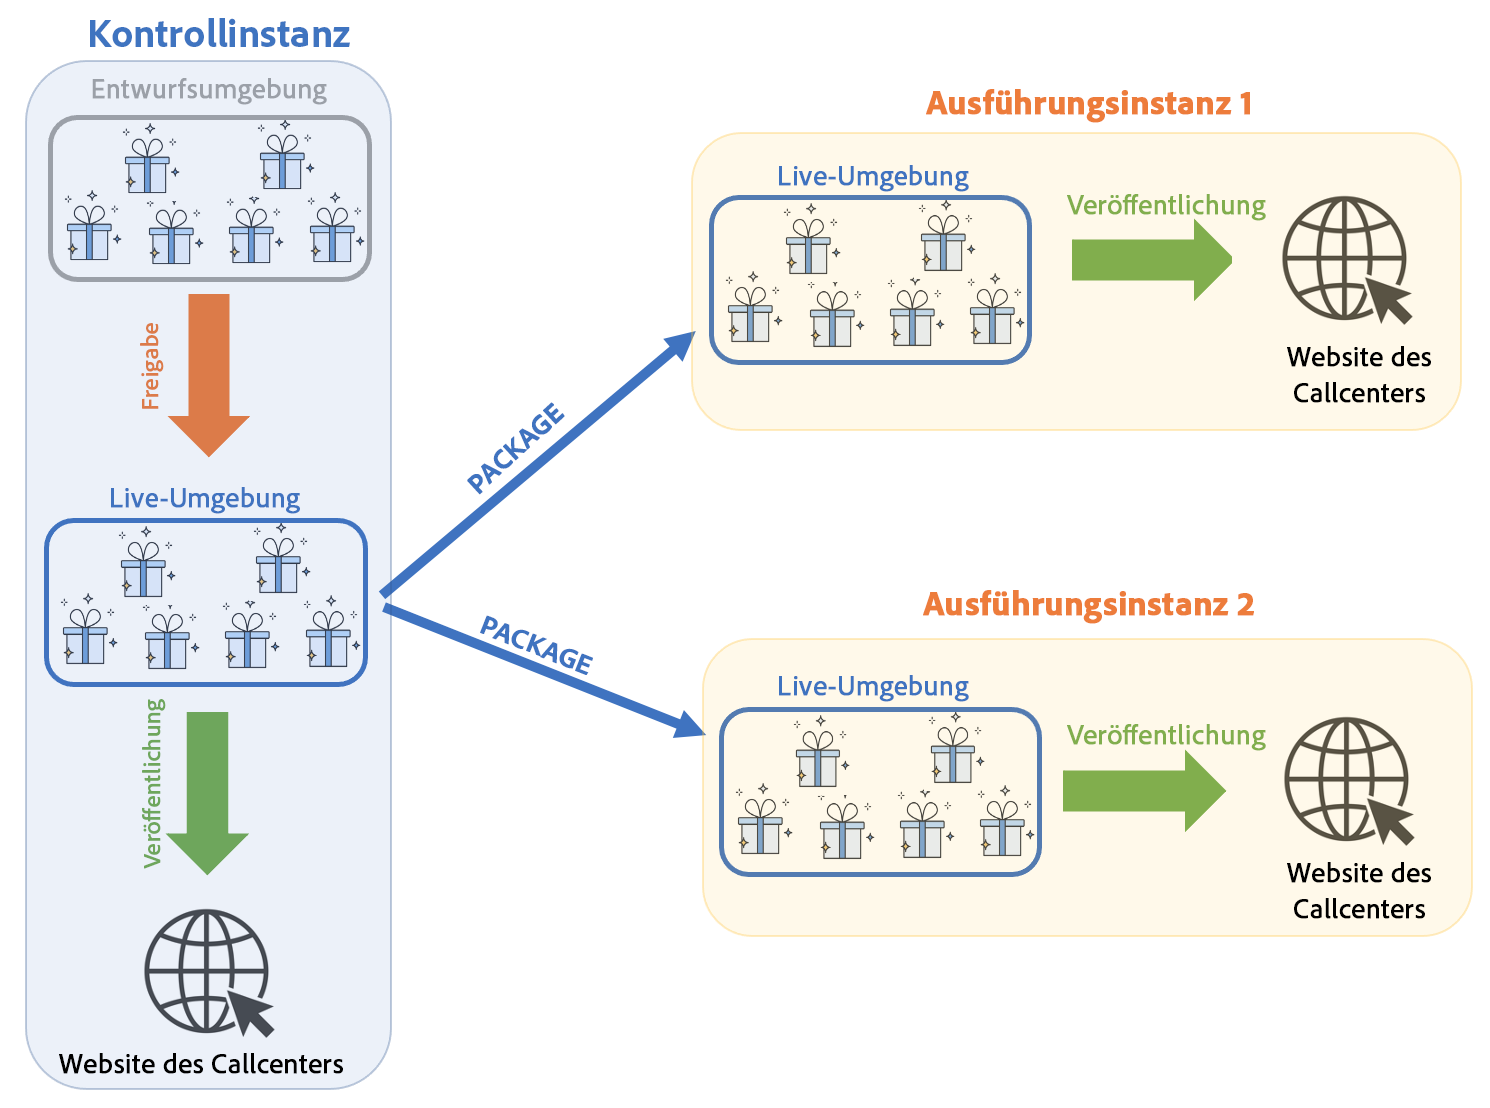 Kontrollinstanz
Entwurfsumgebung
Freigabe
Live-Umgebung
Veröffentlichung
Website des Callcenters
PACKAGE
PACKAGE
Ausführungsinstanz 1
Live-Umgebung
Veröffentlichung
Website des
Callcenters
Ausführungsinstanz 2
Live-Umgebung
Veröffentlichung
Website des
Callcenters